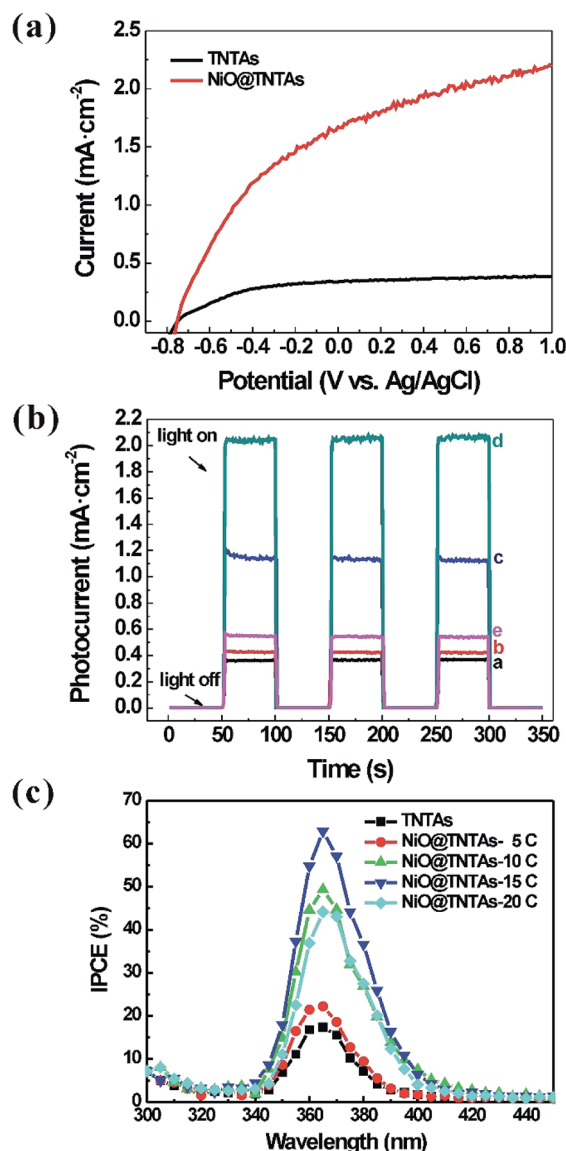 (a)
2.5
2.0
1.5
1.0
0.5
0.0
Current (mA·cm⁻²)
TNTAs
NiO@TNTAs
-0.8 -0.6 -0.4 -0.2 0.0 0.2 0.4 0.6 0.8 1.0
Potential (V vs. Ag/AgCl)
(b)
2.2
2.0
1.8
1.6
1.4
1.2
1.0
0.8
0.6
0.4
0.2
0.0
Photocurrent (mA·cm⁻²)
light on
light off
d
c
e
b
a
0 50 100 150 200 250 300 350
Time (s)
(c)
70
60
50
40
30
20
10
0
IPCE (%)
TNTAs
NiO@TNTAs- 5 C
NiO@TNTAs-10 C
NiO@TNTAs-15 C
NiO@TNTAs-20 C
300 320 340 360 380 400 420 440
Wavelength (nm)